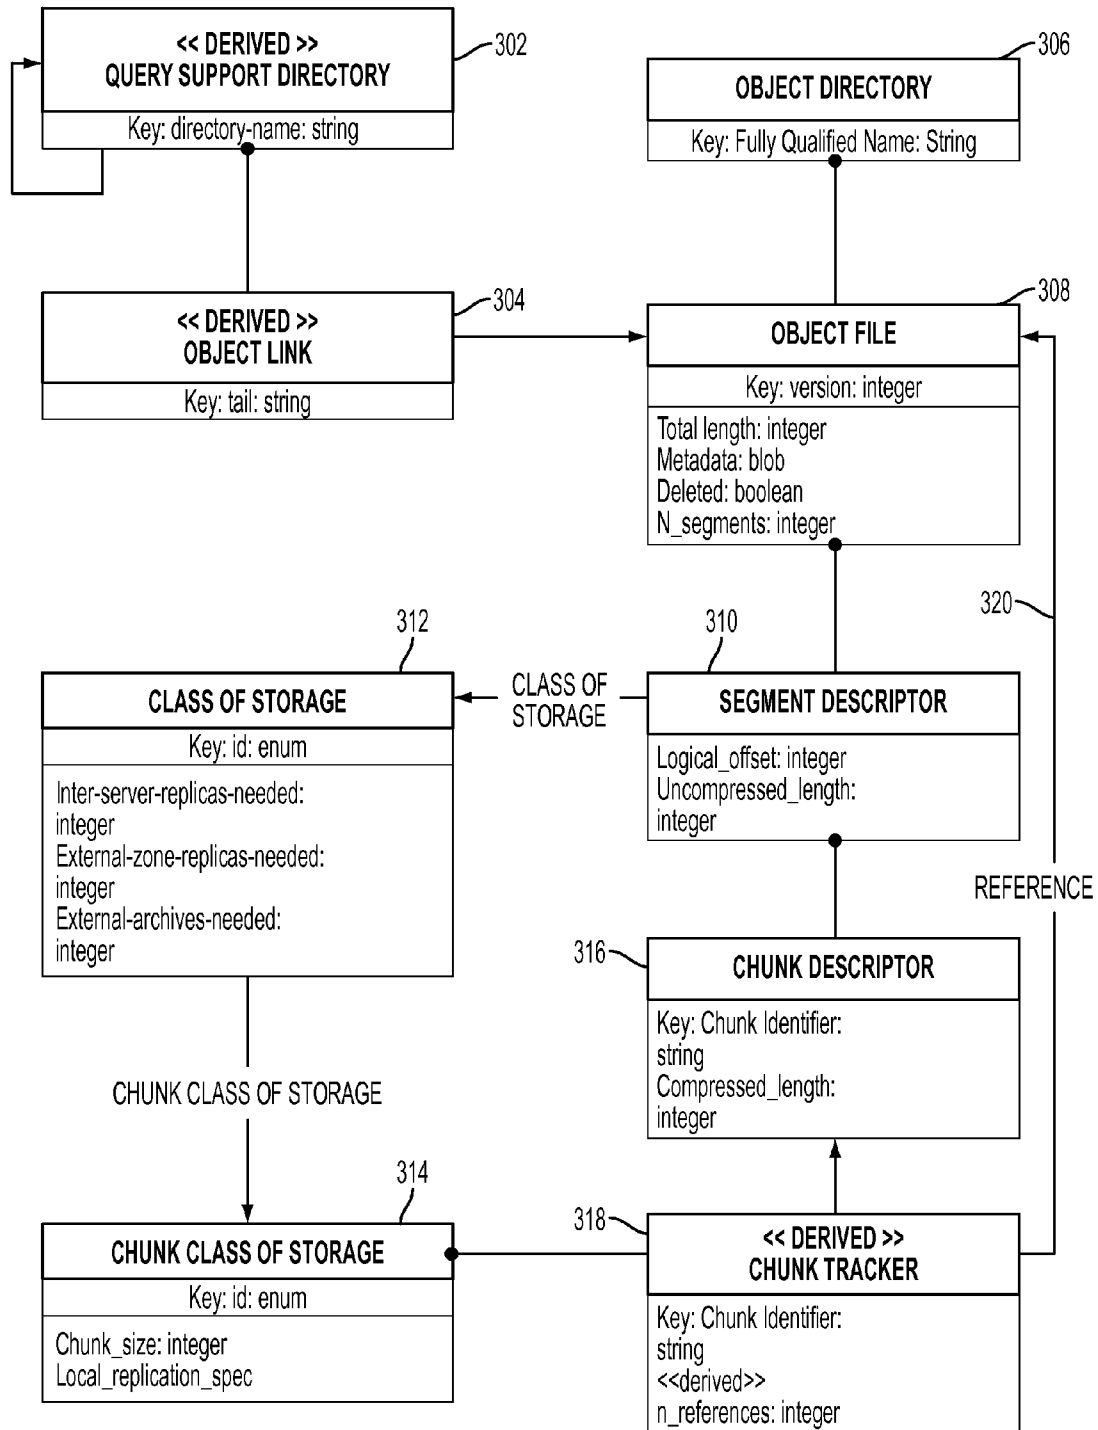 << DERIVED >>
QUERY SUPPORT DIRECTORY
Key: directory-name: string
302
OBJECT DIRECTORY
Key: Fully Qualified Name: String
306
<< DERIVED >>
OBJECT LINK
Key: tail: string
304
OBJECT FILE
Key: version: integer
Total length: integer
Metadata: blob
Deleted: boolean
N_segments: integer
308
320
REFERENCE
312
CLASS OF STORAGE
Key: id: enum
Inter-server-replicas-needed:
integer
External-zone-replicas-needed:
integer
External-archives-needed:
integer
CLASS OF
STORAGE
310
SEGMENT DESCRIPTOR
Logical_offset: integer
Uncompressed_length:
integer
316
CHUNK DESCRIPTOR
Key: Chunk Identifier:
string
Compressed_length:
integer
CHUNK CLASS OF STORAGE
314
CHUNK CLASS OF STORAGE
Key: id: enum
Chunk_size: integer
Local_replication_spec
318
<< DERIVED >>
CHUNK TRACKER
Key: Chunk Identifier:
string
<<derived>>
n_references: integer